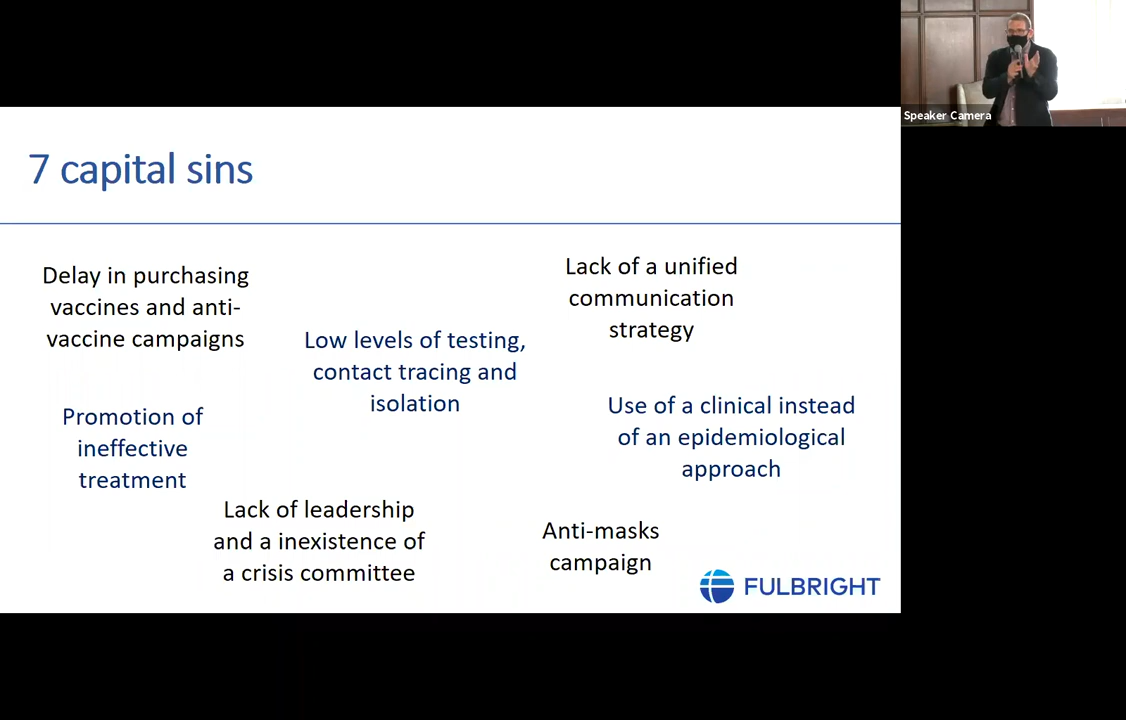 Speaker Camera
7 capital sins
Delay in purchasing
vaccines and anti-
vaccine campaigns
Low levels of testing,
contact tracing and
isolation
Lack of a unified
communication
strategy
Promotion of
ineffective
treatment
Use of a clinical instead
of an epidemiological
approach
Lack of leadership
and a inexistence of
a crisis committee
Anti-masks
campaign
FULBRIGHT